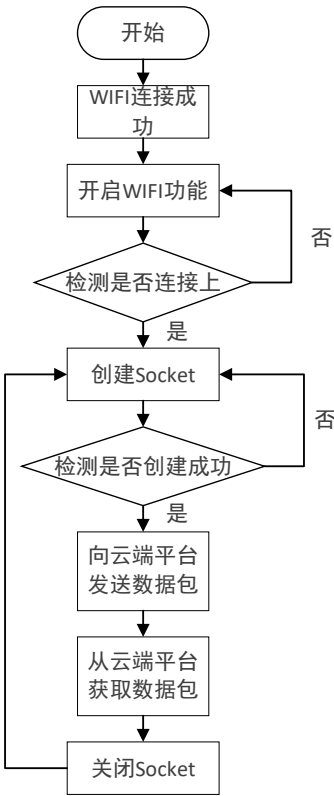 开始
WIFI连接成
功
开启WIFI功能
否
检测是否连接上
是
创建Socket
否
检测是否创建成功
是
向云端平台
发送数据包
从云端平台
获取数据包
关闭Socket